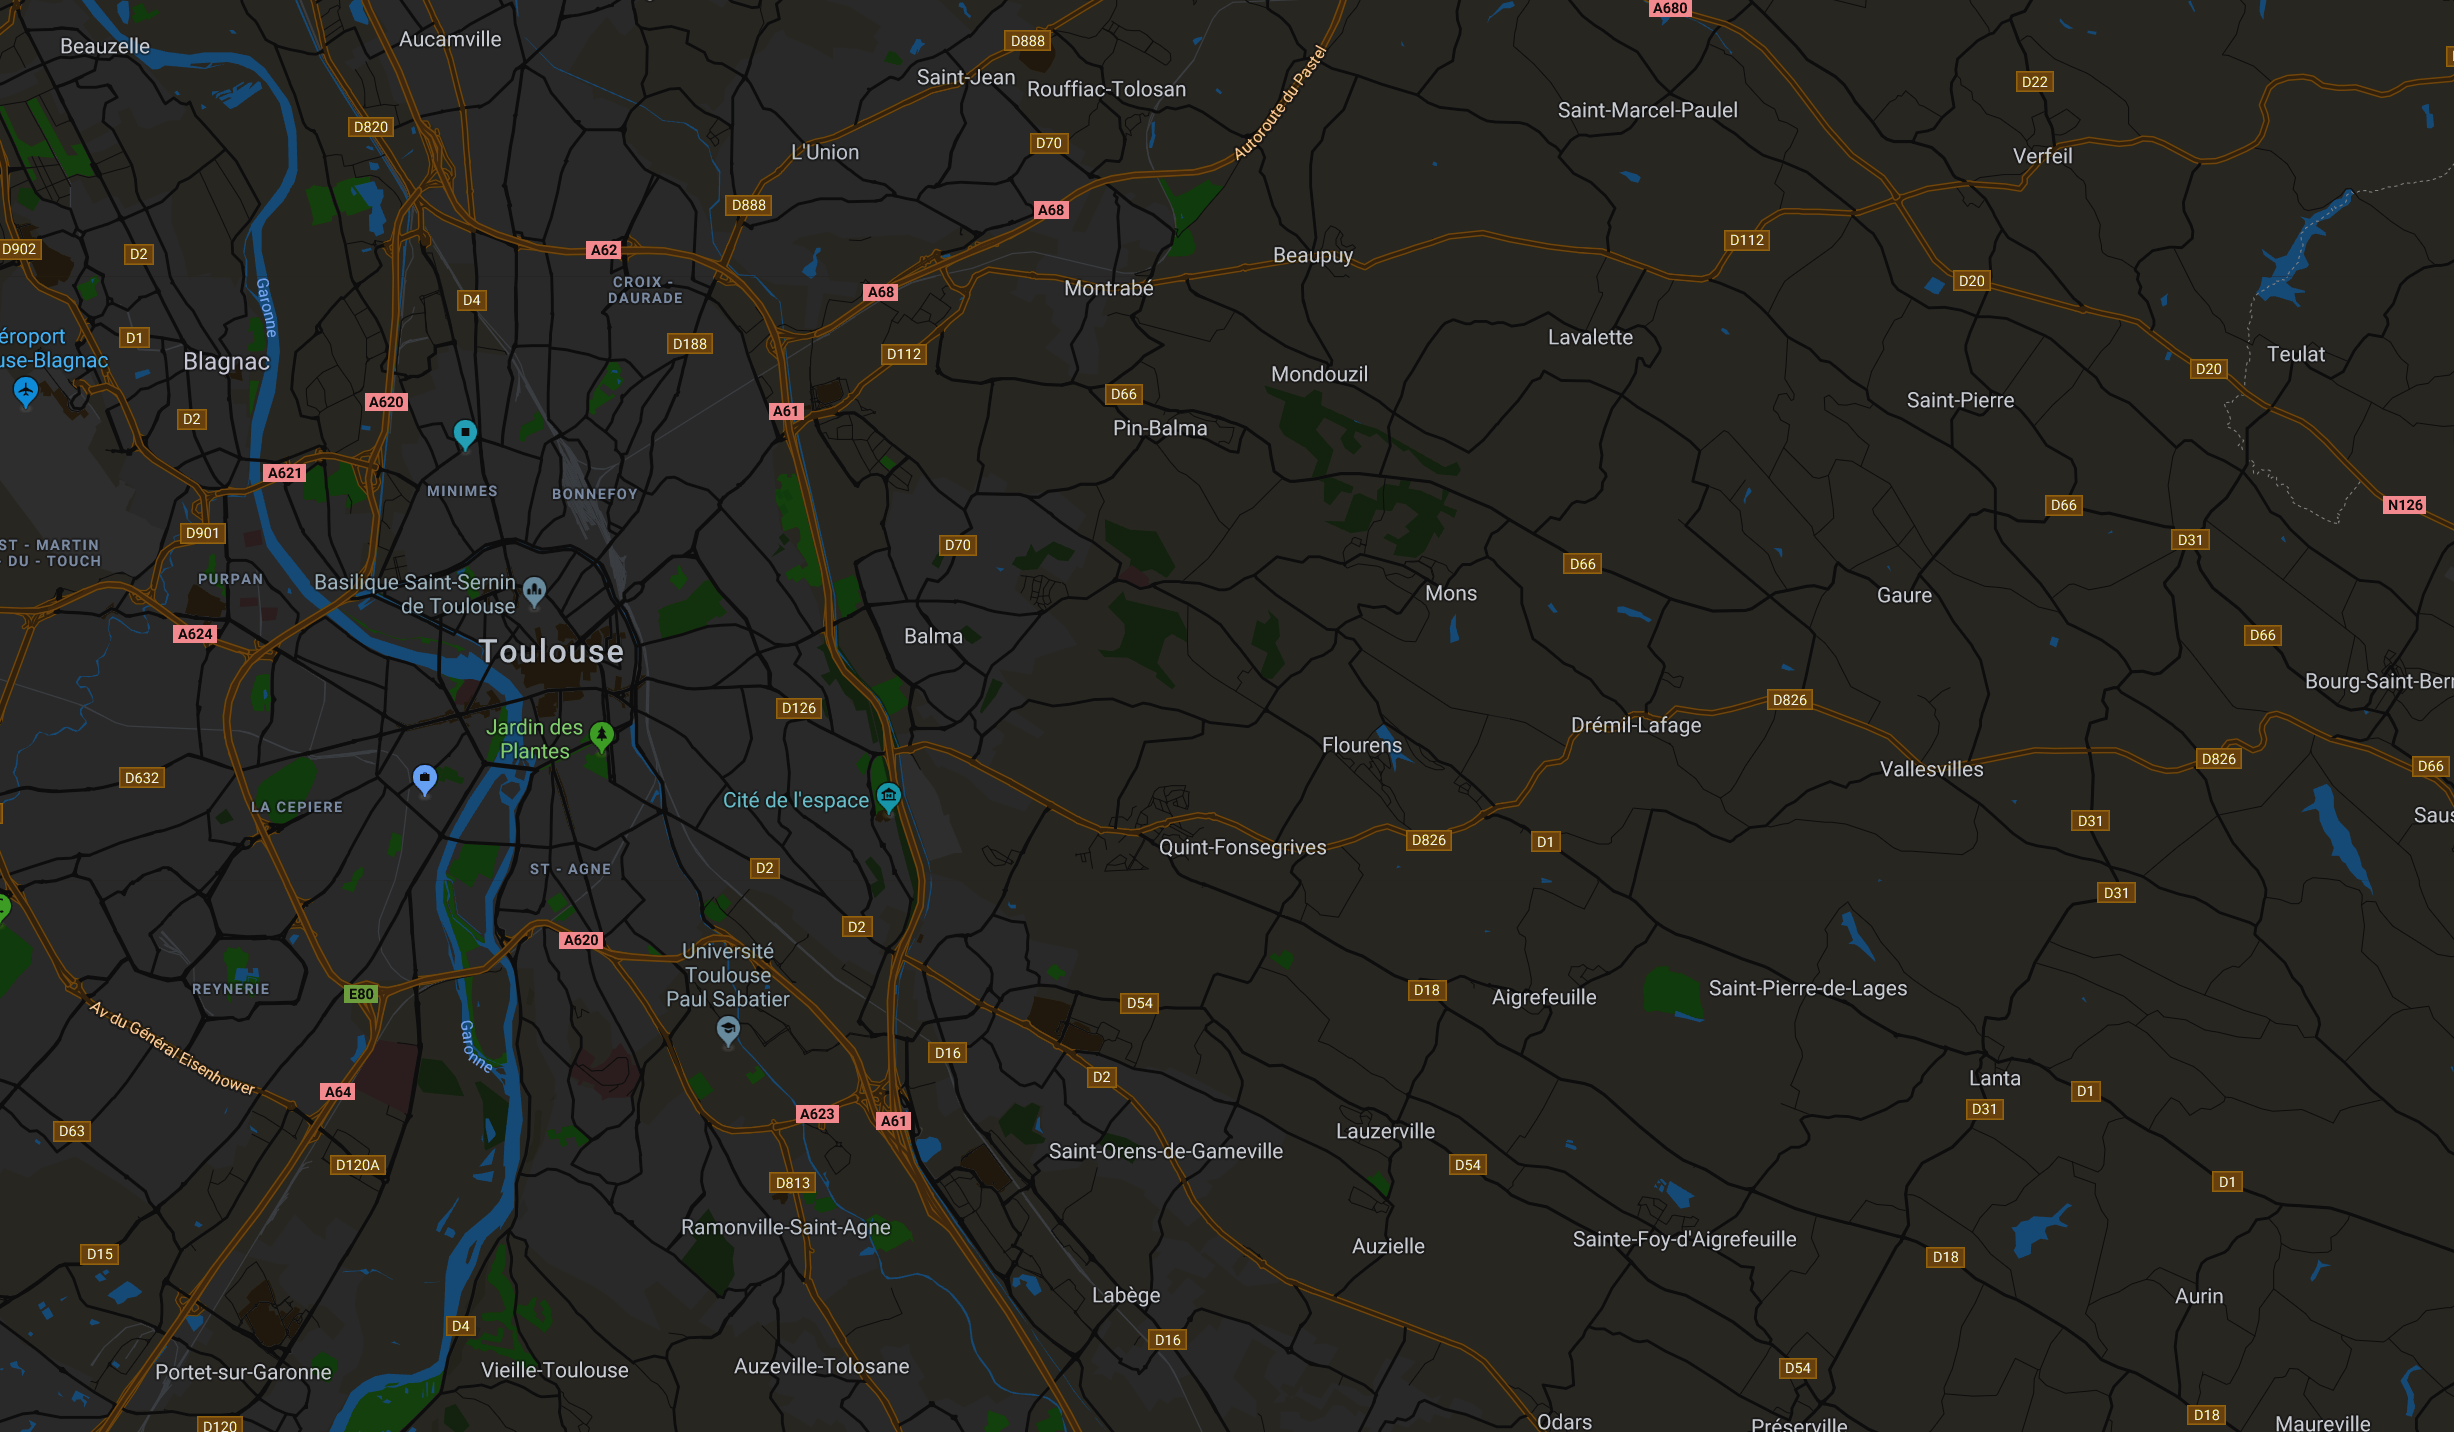 A680
Beauzelle
Aucamville
D888
Saint-Jean
Rouffiac-Tolosan
Autoroute du Pastel
D22
Saint-Marcel-Paulel
D820
D70
L'Union
Verfeil
D888
A68
D902
D2
A62
D112
Beaupuy
CROIX -
DAURADE
D20
A68
Montrabé
D4
Garonne
éroport
use-Blagnac
D1
Blagnac
D188
D112
Lavalette
Teulat
D20
Mondouzil
D66
A620
A61
Saint-Pierre
D2
Pin-Balma
A621
MINIMES
BONNEFOY
D66
N126
D901
ST - MARTIN
- DU - TOUCH
D70
D31
D66
PURPAN
Basilique Saint-Sernin
de Toulouse
Mons
Gaure
A624
Balma
D66
Toulouse
Bourg-Saint-Berr
D126
D826
Jardin des
Plantes
Drémil-Lafage
Flourens
D826
D66
Vallesvilles
D632
Cité de l'espace
LA CEPIERE
Saus
D31
D826
D1
Quint-Fonsegrives
ST - AGNE
D2
D31
D2
A620
Université
Toulouse
Paul Sabatier
REYNERIE
E80
D54
D18
Aigrefeuille
Saint-Pierre-de-Lages
Av du Général Eisenhower
Garonne
D16
D2
Lanta
A64
D1
D31
A623
A61
D63
Lauzerville
Saint-Orens-de-Gameville
D120A
D54
D813
D1
Ramonville-Saint-Agne
Auzielle
Sainte-Foy-d'Aigrefeuille
D15
D18
Labège
Aurin
D4
D16
Portet-sur-Garonne
Vieille-Toulouse
Auzeville-Tolosane
D54
D120
Odars
Préserville
D18
Maureville